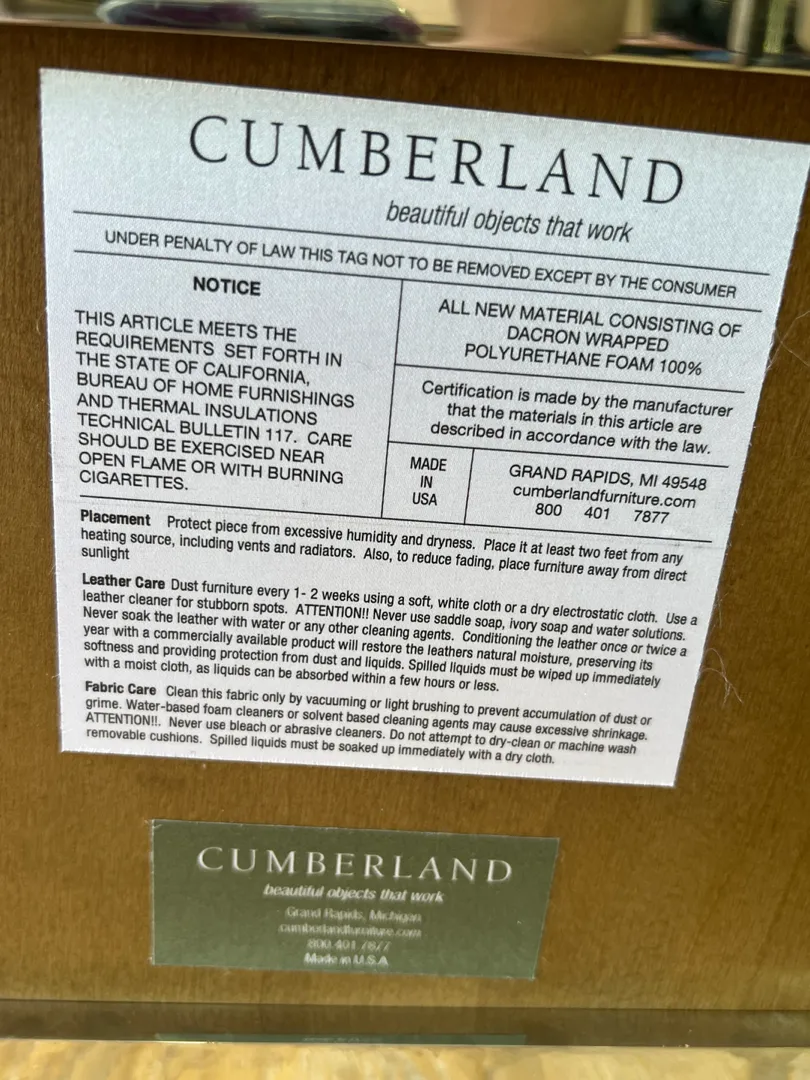 CUMBERLAND
beautiful objects that work
UNDER PENALTY OF LAW THIS TAG NOT TO BE REMOVED EXCEPT BY THE CONSUMER
NOTICE
THIS ARTICLE MEETS THE
REQUIREMENTS SET FORTH IN
THE STATE OF CALIFORNIA,
BUREAU OF HOME FURNISHINGS
AND THERMAL INSULATIONS
TECHNICAL BULLETIN 117. CARE
SHOULD BE EXERCISED NEAR
OPEN FLAME OR WITH BURNING
CIGARETTES.
ALL NEW MATERIAL CONSISTING OF
DACRON WRAPPED
POLYURETHANE FOAM 100%
Certification is made by the manufacturer
that the materials in this article are
described in accordance with the law.
MADE
IN
USA
GRAND RAPIDS, MI 49548
cumberlandfurniture.com
800 401 7877
Placement Protect piece from excessive humidity and dryness. Place it at least two feet from any
heating source, including vents and radiators. Also, to reduce fading, place furniture away from direct
sunlight
Leather Care Dust furniture every 1- 2 weeks using a soft, white cloth or a dry electrostatic cloth. Use a
leather cleaner for stubborn spots. ATTENTION!! Never use saddle soap, ivory soap and water solutions.
Never soak the leather with water or any other cleaning agents. Conditioning the leather once or twice a
year with a commercially available product will restore the leathers natural moisture, preserving its
softness and providing protection from dust and liquids. Spilled liquids must be wiped up immediately
with a moist cloth, as liquids can be absorbed within a few hours or less.
Fabric Care Clean this fabric only by vacuuming or light brushing to prevent accumulation of dust or
grime. Water-based foam cleaners or solvent based cleaning agents may cause excessive shrinkage.
ATTENTION!!. Never use bleach or abrasive cleaners. Do not attempt to dry-clean or machine wash
removable cushions. Spilled liquids must be soaked up immediately with a dry cloth.
CUMBERLAND
beautiful objects that work
Grand Rapids, Michigan
cumberlandfurniture.com
800.401.7877
Made in U.S.A